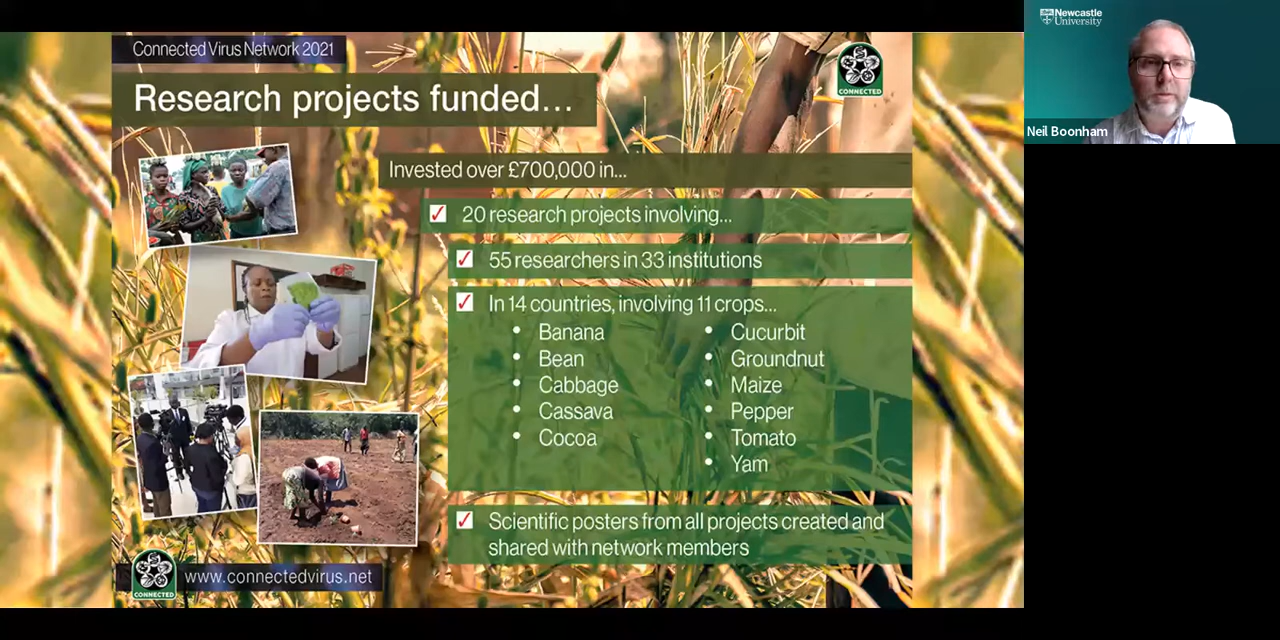 Connected Virus Network 2021
CONNECTED
Research projects funded...
Invested over £700,000 in...
✓ 20 research projects involving...
✓ 55 researchers in 33 institutions
✓ In 14 countries, involving 11 crops...
• Banana
• Bean
• Cabbage
• Cassava
• Cocoa
• Cucurbit
• Groundnut
• Maize
• Pepper
• Tomato
• Yam
✓ Scientific posters from all projects created and
shared with network members
CONNECTED
www.connectedvirus.net
Newcastle
University
Neil Boonham